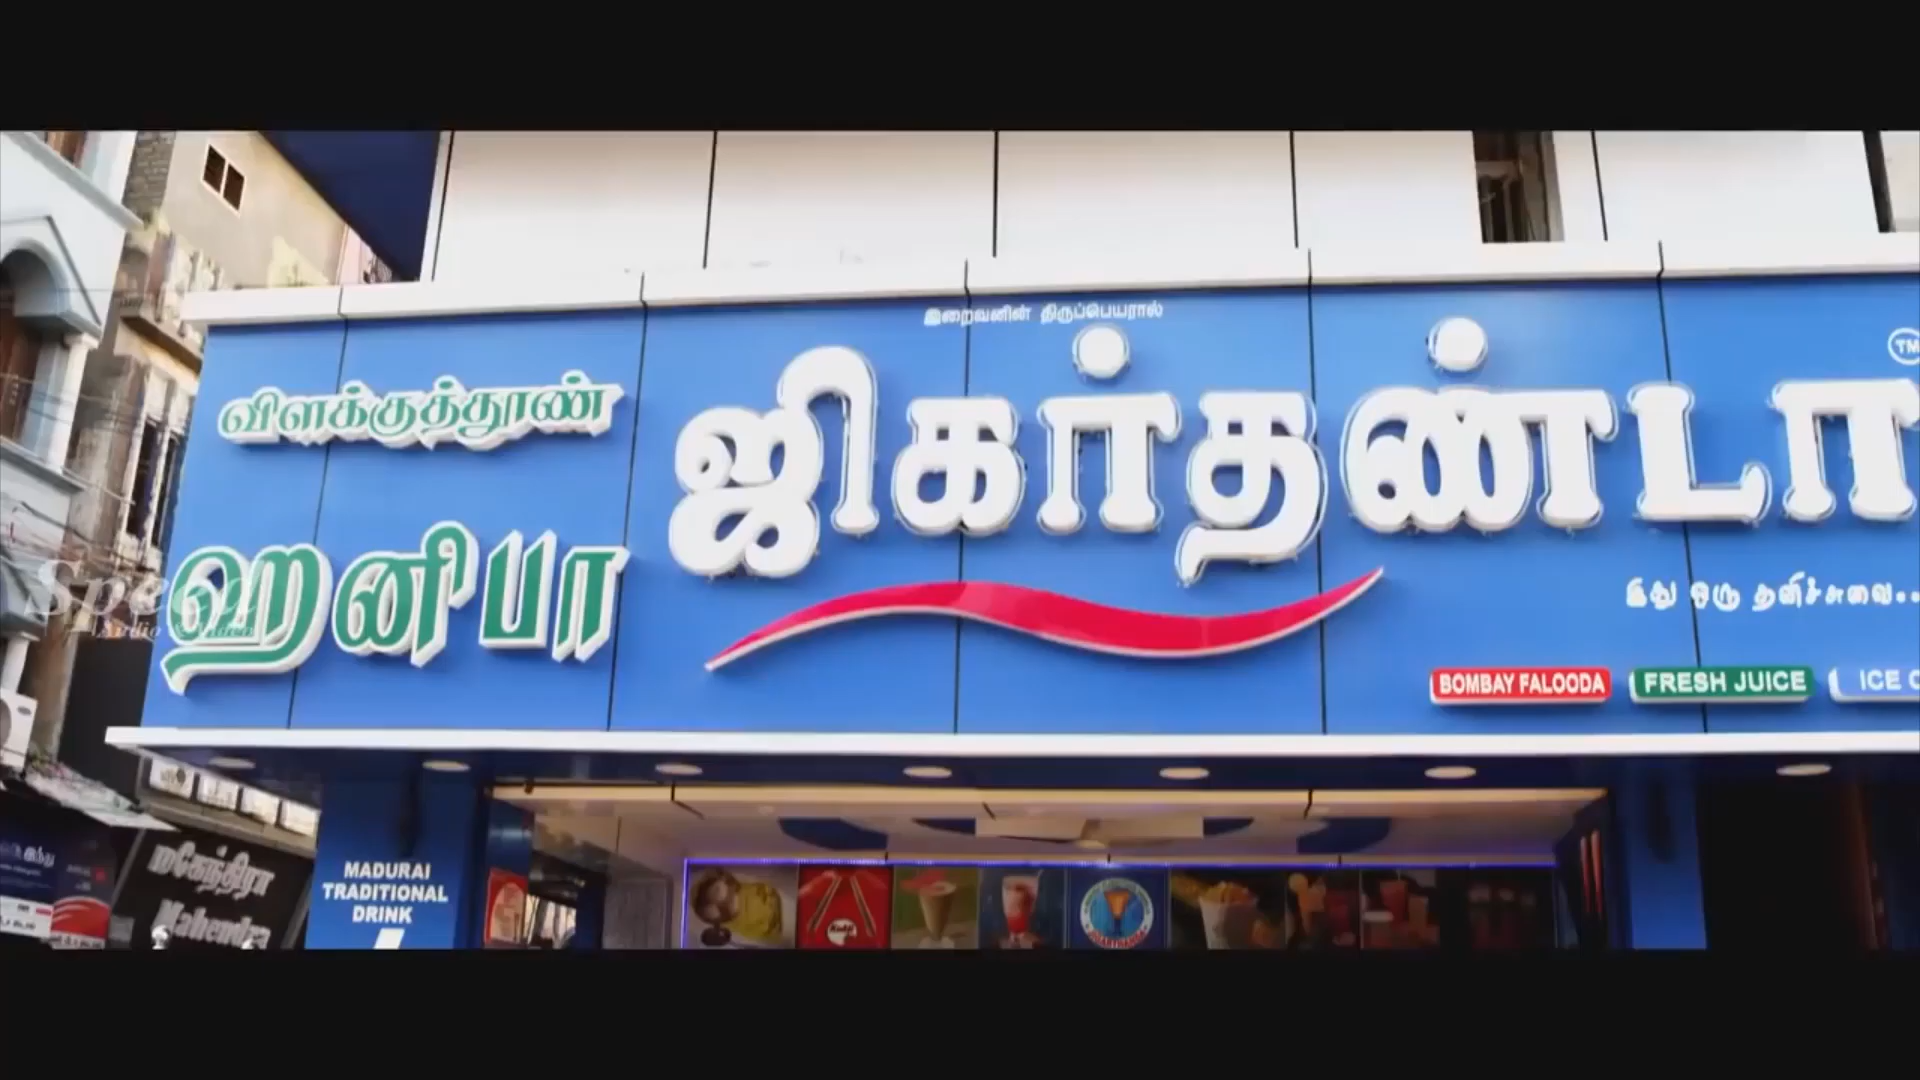 இறைவனின் திருப்பெயரால்
விளக்குத்தூண்
ஹனிபா
ஜிகர்தண்டா
TM
இது ஒரு தனிச்சுவை..
BOMBAY FALOODA
FRESH JUICE
ICE
MADURAI
TRADITIONAL
DRINK
மகேந்திரா
Mahendra